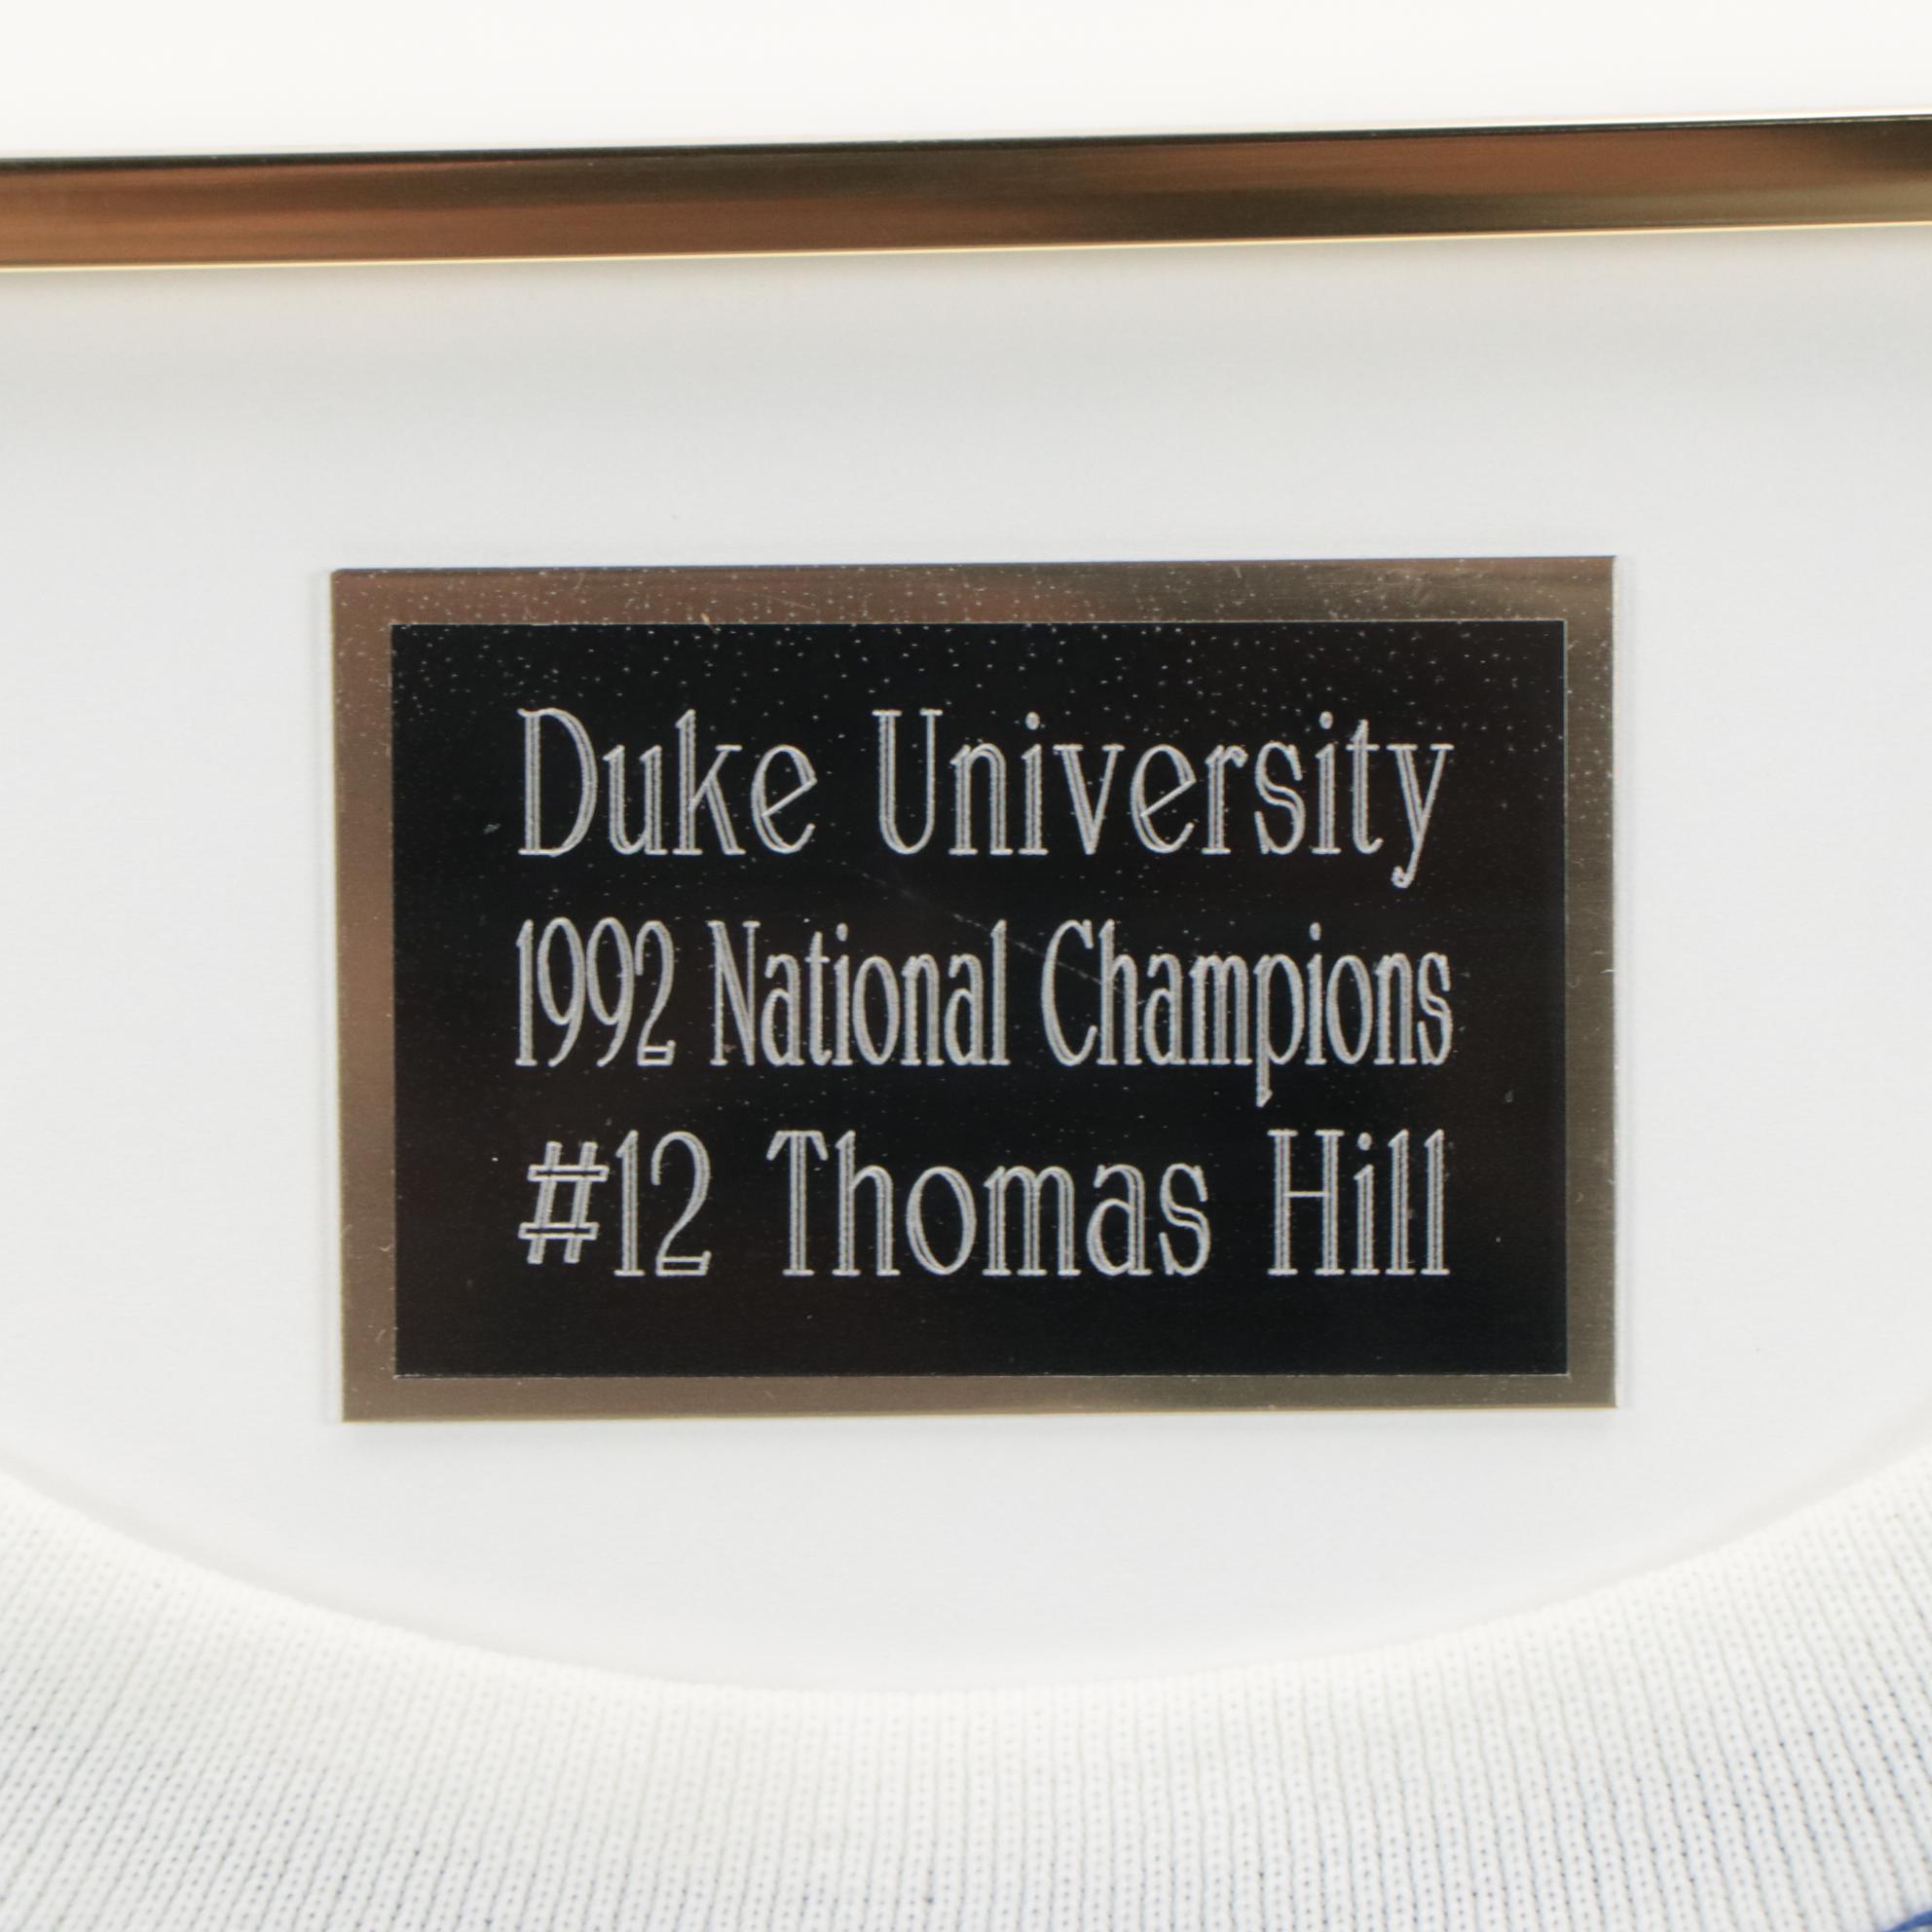 Duke University
1992 National Champions
#12 Thomas Hill